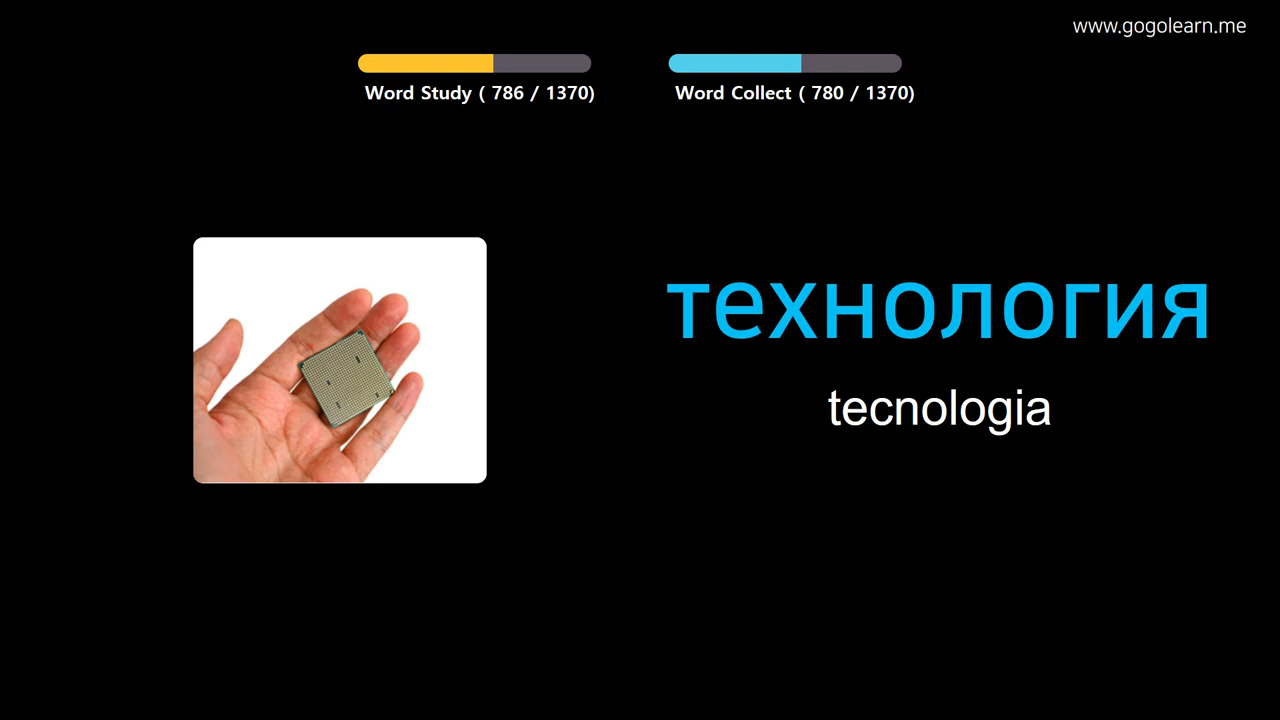 www.gogolearn.me
Word Study ( 786 / 1370)
Word Collect ( 780 / 1370)
технология
tecnologia